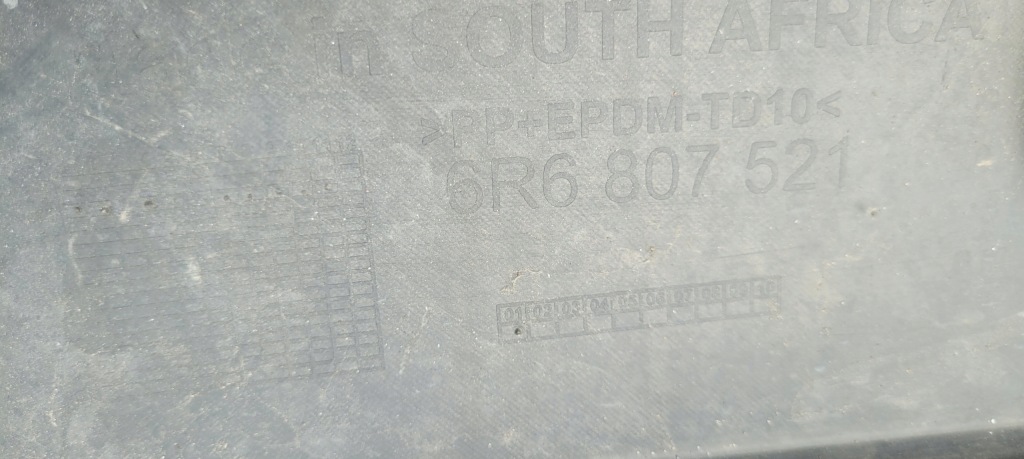 in SOUTH AFRICA
>PP+EPDM-TD10<
6R6 807 521
01 02 03 04 05 06 07 08 09 10